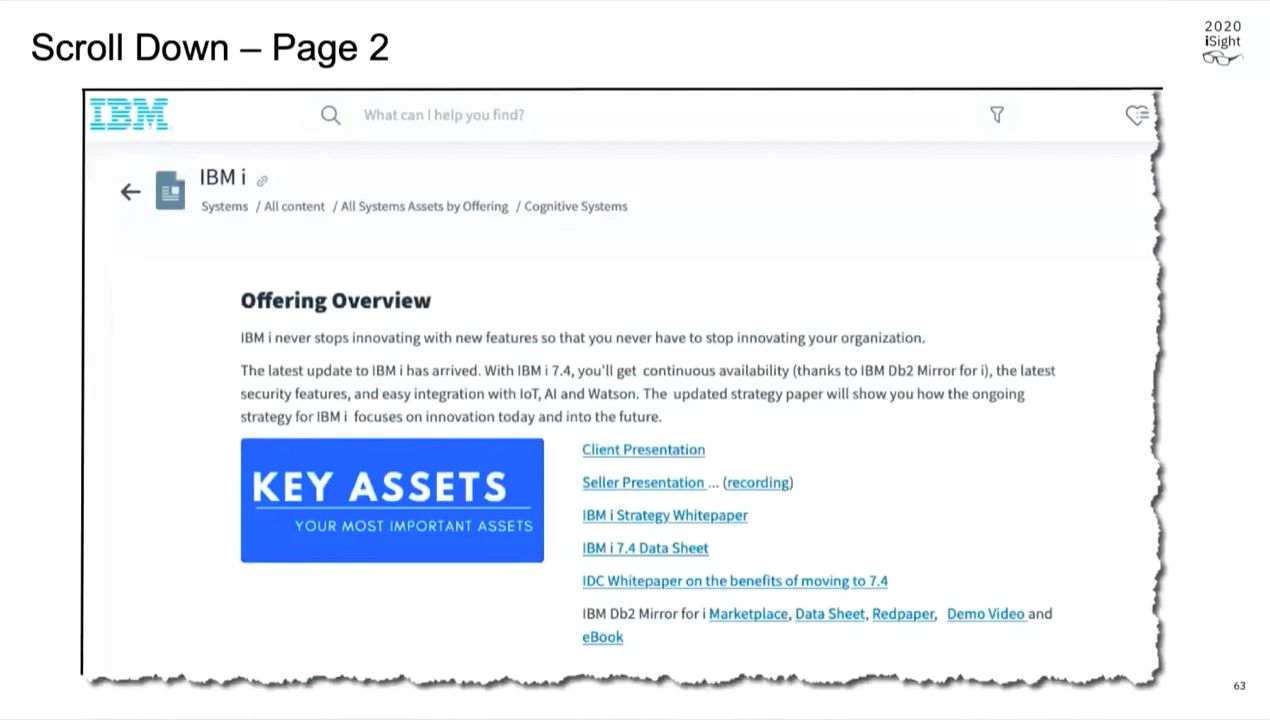 Scroll Down – Page 2
2020
iSight
IBM
What can I help you find?
IBM i
Systems / All content / All Systems Assets by Offering / Cognitive Systems
Offering Overview
IBM i never stops innovating with new features so that you never have to stop innovating your organization.
The latest update to IBM i has arrived. With IBM i 7.4, you'll get continuous availability (thanks to IBM Db2 Mirror for i), the latest
security features, and easy integration with IoT, AI and Watson. The updated strategy paper will show you how the ongoing
strategy for IBM i focuses on innovation today and into the future.
KEY ASSETS
YOUR MOST IMPORTANT ASSETS
Client Presentation
Seller Presentation ... (recording)
IBM i Strategy Whitepaper
IBM i 7.4 Data Sheet
IDC Whitepaper on the benefits of moving to 7.4
IBM Db2 Mirror for i Marketplace, Data Sheet, Redpaper, Demo Video and
eBook
63